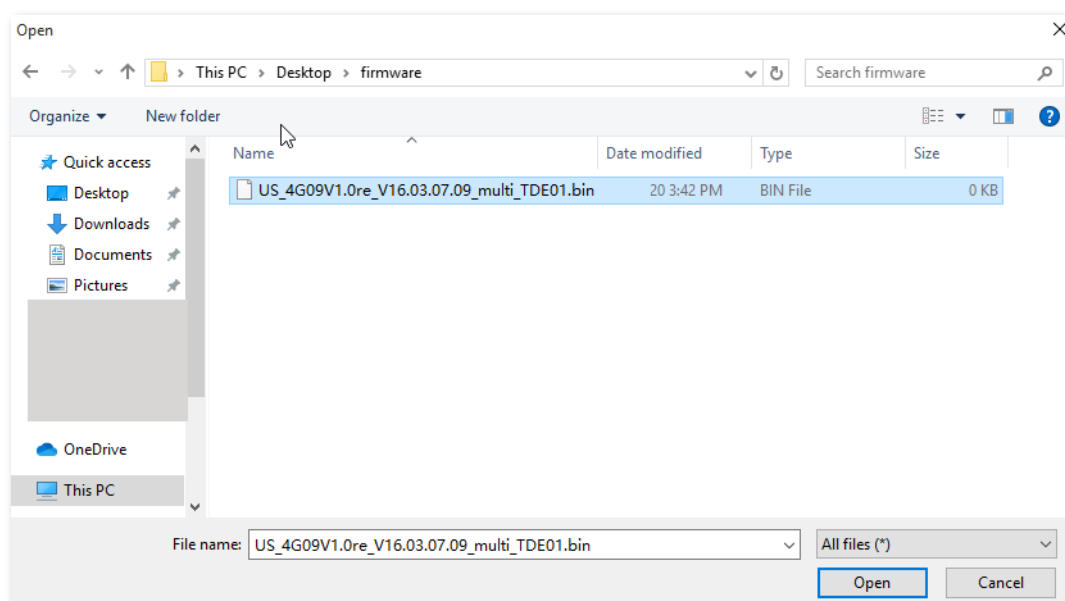 Open
This PC > Desktop > firmware
Search firmware
Organize
New folder
?
Name
Date modified
Type
Size
Quick access
Desktop
Downloads
Documents
Pictures
OneDrive
This PC
US_4G09V1.0re_V16.03.07.09_multi_TDE01.bin
20 3:42 PM
BIN File
0 KB
File name:
US_4G09V1.0re_V16.03.07.09_multi_TDE01.bin
All files (*)
Open
Cancel